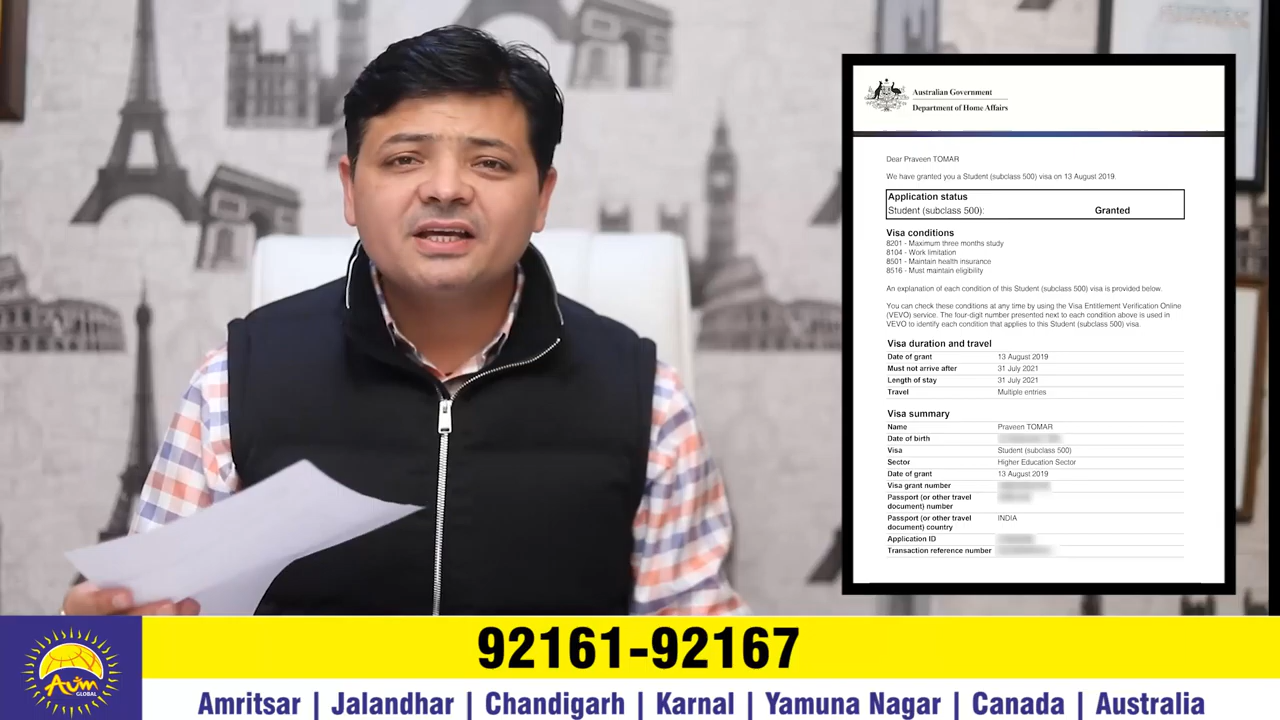 Australian Government
Department of Home Affairs
Dear Praveen TOMAR
We have granted you a Student (subclass 500) visa on 13 August 2019.
Application status
Student (subclass 500): Granted
Visa conditions
8201 - Maximum three months study
8104 - Work limitation
8501 - Maintain health insurance
8516 - Must maintain eligibility
An explanation of each condition of this Student (subclass 500) visa is provided below.
You can check these conditions at any time by using the Visa Entitlement Verification Online
(VEVO) service. The four-digit number presented next to each condition above is used in
VEVO to identify each condition that applies to this Student (subclass 500) visa.
Visa duration and travel
Date of grant 13 August 2019
Must not arrive after 31 July 2021
Length of stay 31 July 2021
Travel Multiple entries
Visa summary
Name Praveen TOMAR
Date of birth
Visa Student (subclass 500)
Sector Higher Education Sector
Date of grant 13 August 2019
Visa grant number
Passport (or other travel
document) number
Passport (or other travel INDIA
document) country
Application ID
Transaction reference number
92161-92167
Avm
GLOBAL
Amritsar | Jalandhar | Chandigarh | Karnal | Yamuna Nagar | Canada | Australia